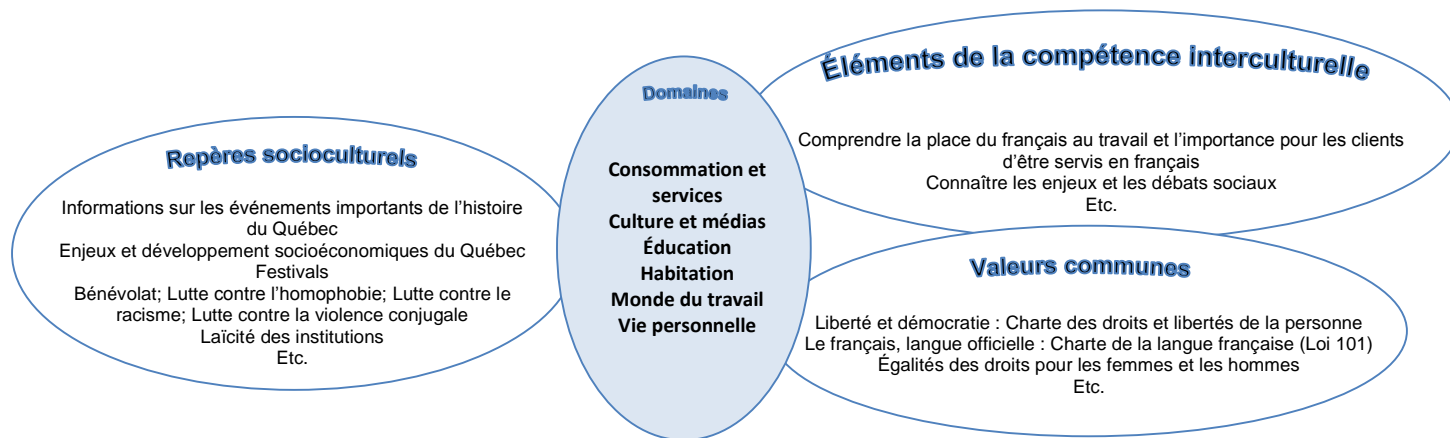 Repères socioculturels
Informations sur les événements importants de l'histoire
du Québec
Enjeux et développement socioéconomiques du Québec
Festivals
Bénévolat; Lutte contre l'homophobie; Lutte contre le
racisme; Lutte contre la violence conjugale
Laïcité des institutions
Etc.
Domaines
Consommation et
services
Culture et médias
Éducation
Habitation
Monde du travail
Vie personnelle
Éléments de la compétence interculturelle
Comprendre la place du français au travail et l'importance pour les clients
d'être servis en français
Connaître les enjeux et les débats sociaux
Etc.
Valeurs communes
Liberté et démocratie : Charte des droits et libertés de la personne
Le français, langue officielle : Charte de la langue française (Loi 101)
Égalités des droits pour les femmes et les hommes
Etc.